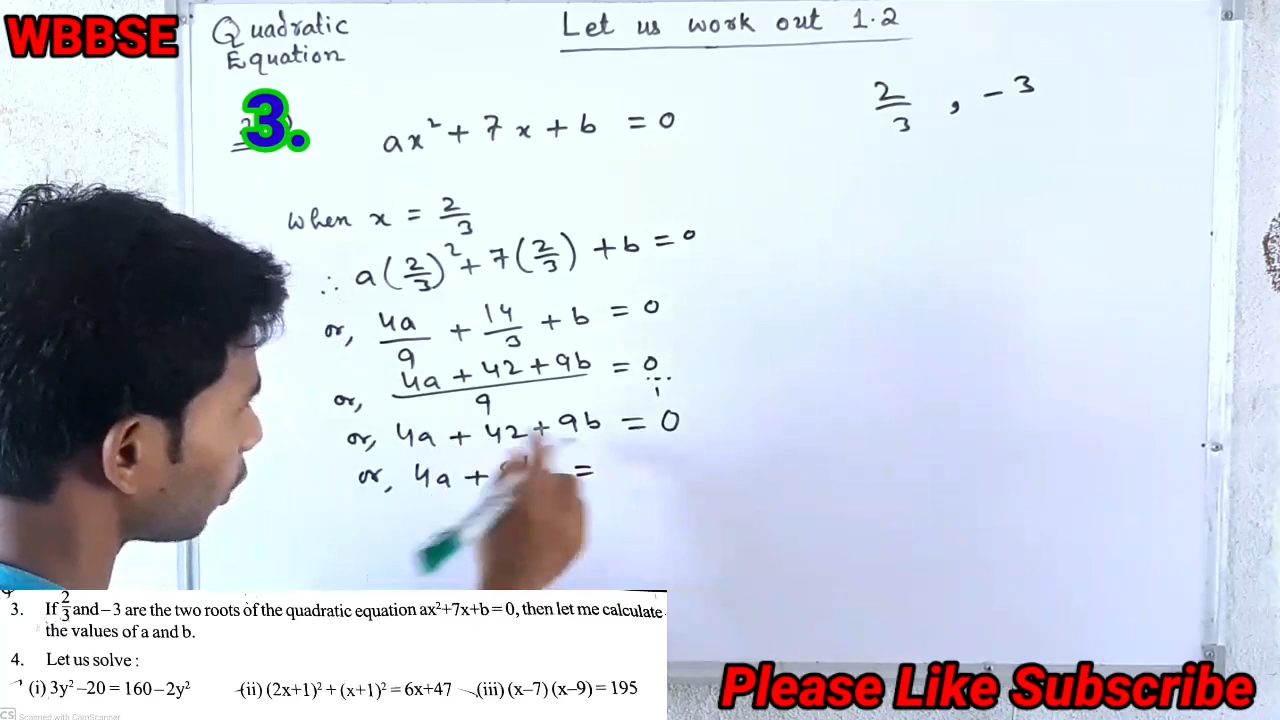 WBBSE
Quadratic
Equation
Let us work out 1.2
3.
ax² + 7x + b = 0
2/3 , -3
When x = 2/3
∴ a(2/3)² + 7(2/3) + b = 0
or, 4a/9 + 14/3 + b = 0
or, (4a + 42 + 9b)/9 = 0
or, 4a + 42 + 9b = 0
or, 4a + =
3. If 2/3 and −3 are the two roots of the quadratic equation ax²+7x+b=0, then let me calculate
the values of a and b.
4. Let us solve :
(i) 3y²−20=160−2y² (ii) (2x+1)²+(x+1)²=6x+47 (iii) (x−7)(x−9)=195
CS Scanned with CamScanner
Please Like Subscribe